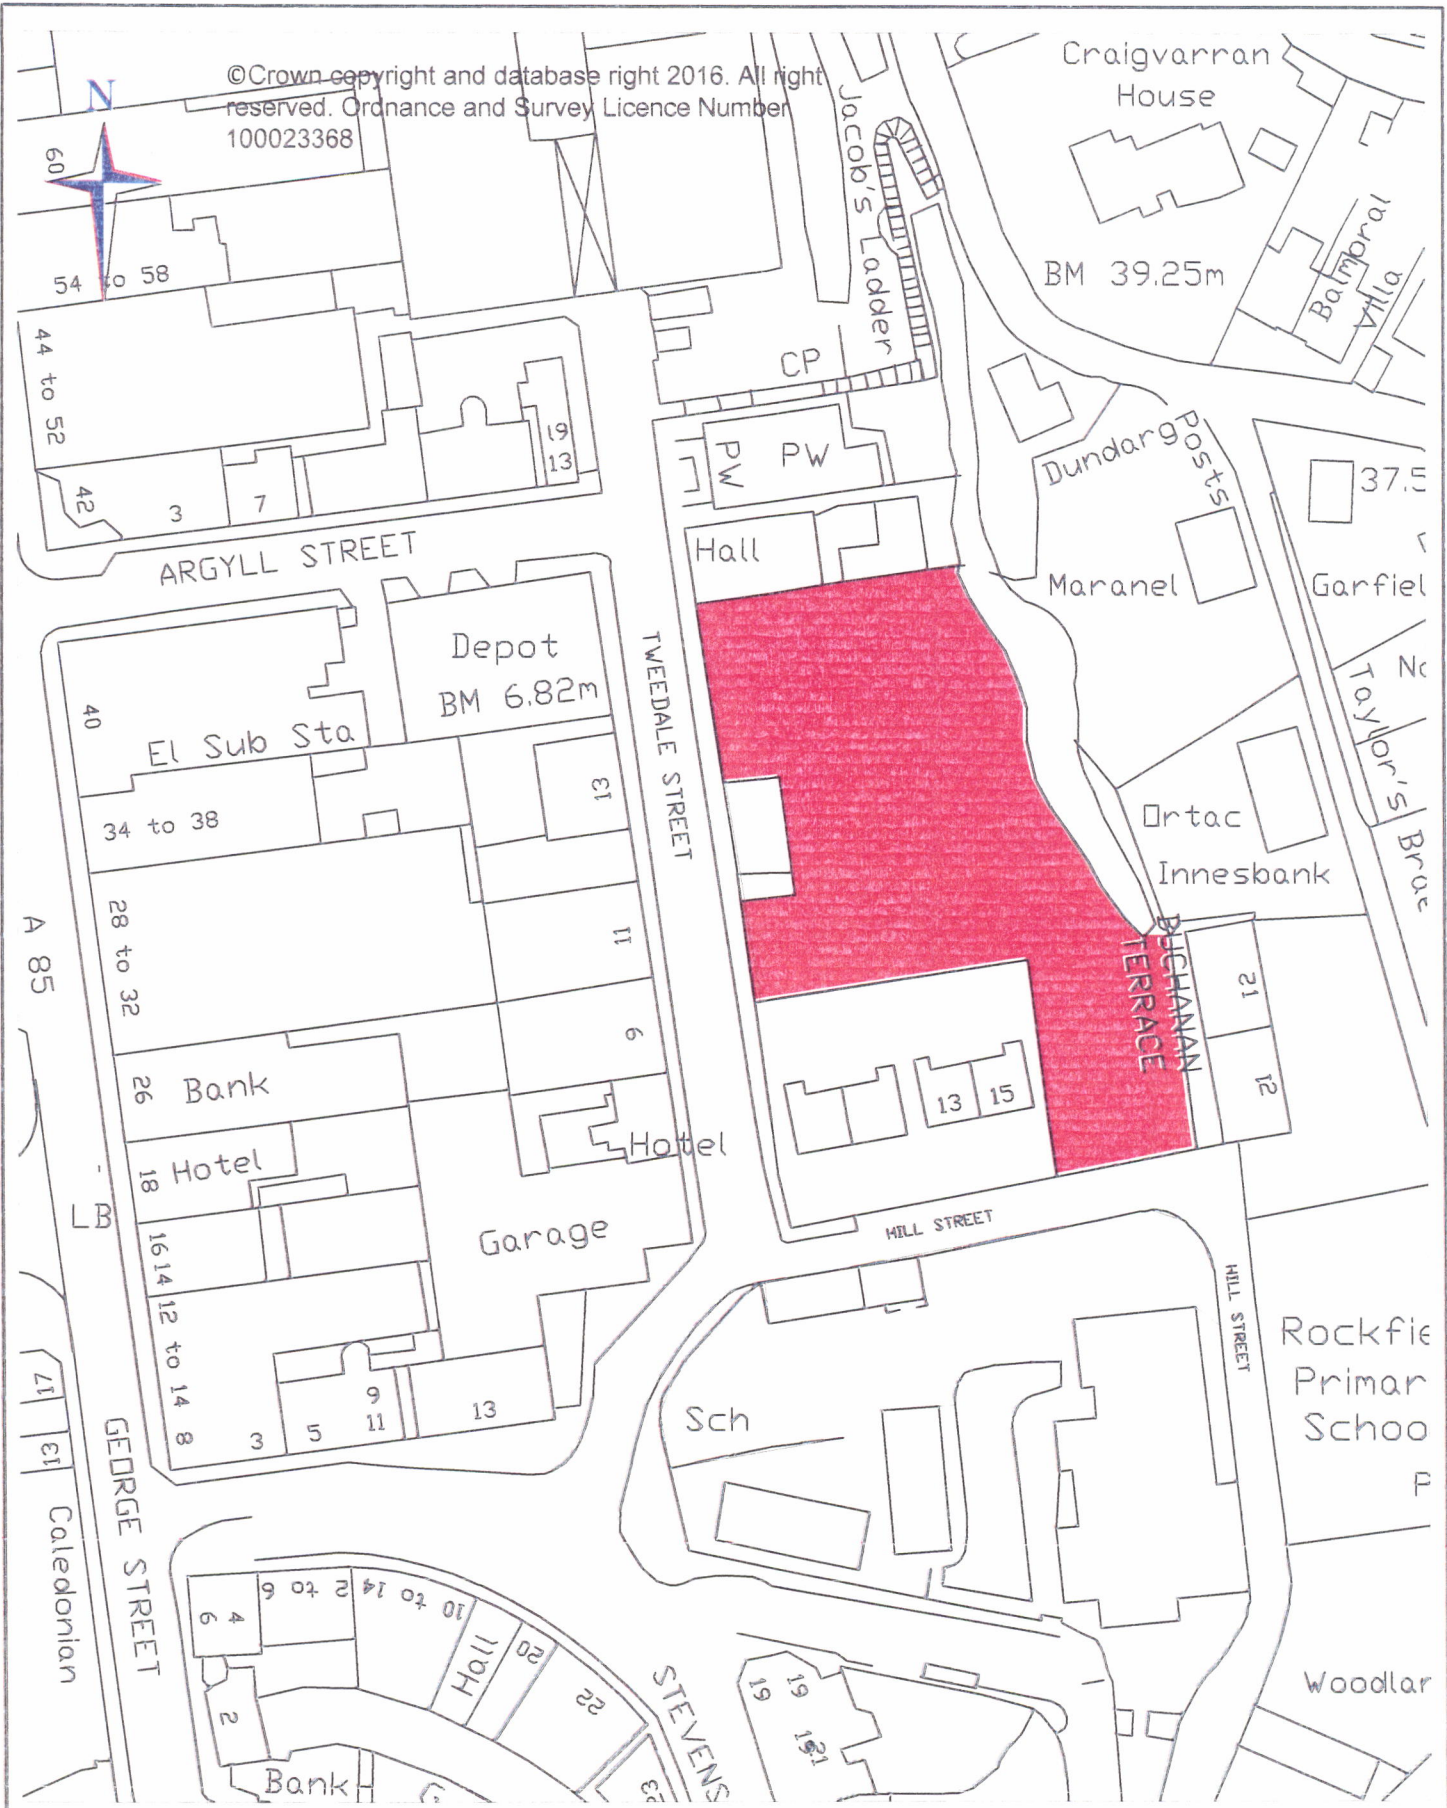 ©Crown copyright and database right 2016. All right
reserved. Ordnance and Survey Licence Number
100023368
N
Craigvarran
House
Jacob's Ladder
60
54 to 58
BM 39.25m
Balmoral
Villa
44 to 52
CP
19
13
PW
PW
Dundarg
Posts
37.5
42
3
7
ARGYLL STREET
Hall
Maranel
Garfiel
Depot
BM 6.82m
TWEEDALE STREET
Taylor's Brae
40
El Sub Sta
13
34 to 38
Ortac
Innesbank
28 to 32
A 85
11
BUCHANAN
TERRACE
21
12
9
26
Bank
13
15
Hotel
18
Hotel
LB
Garage
HILL STREET
16
14
HILL STREET
12 to 14
Rockfie
Primar
Schoo
P
17
13
9
11
13
8
3
5
Sch
GEORGE STREET
Caledonian
2 to 6
10 to 14
4
6
Hall
20
22
STEVENS
19
19
Woodlar
2
Bank
23